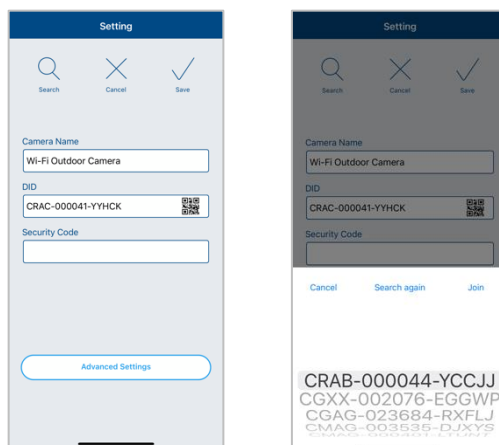 Setting
Search
Cancel
Save
Camera Name
Wi-Fi Outdoor Camera
DID
CRAC-000041-YYHCK
Security Code
Advanced Settings
Setting
Search
Cancel
Save
Camera Name
Wi-Fi Outdoor Camera
DID
CRAC-000041-YYHCK
Security Code
Cancel
Search again
Join
CRAB-000044-YCCJJ
CGXX-002076-EGGWP
CGAG-023684-RXFLJ
CMAG-003535-DJXYS